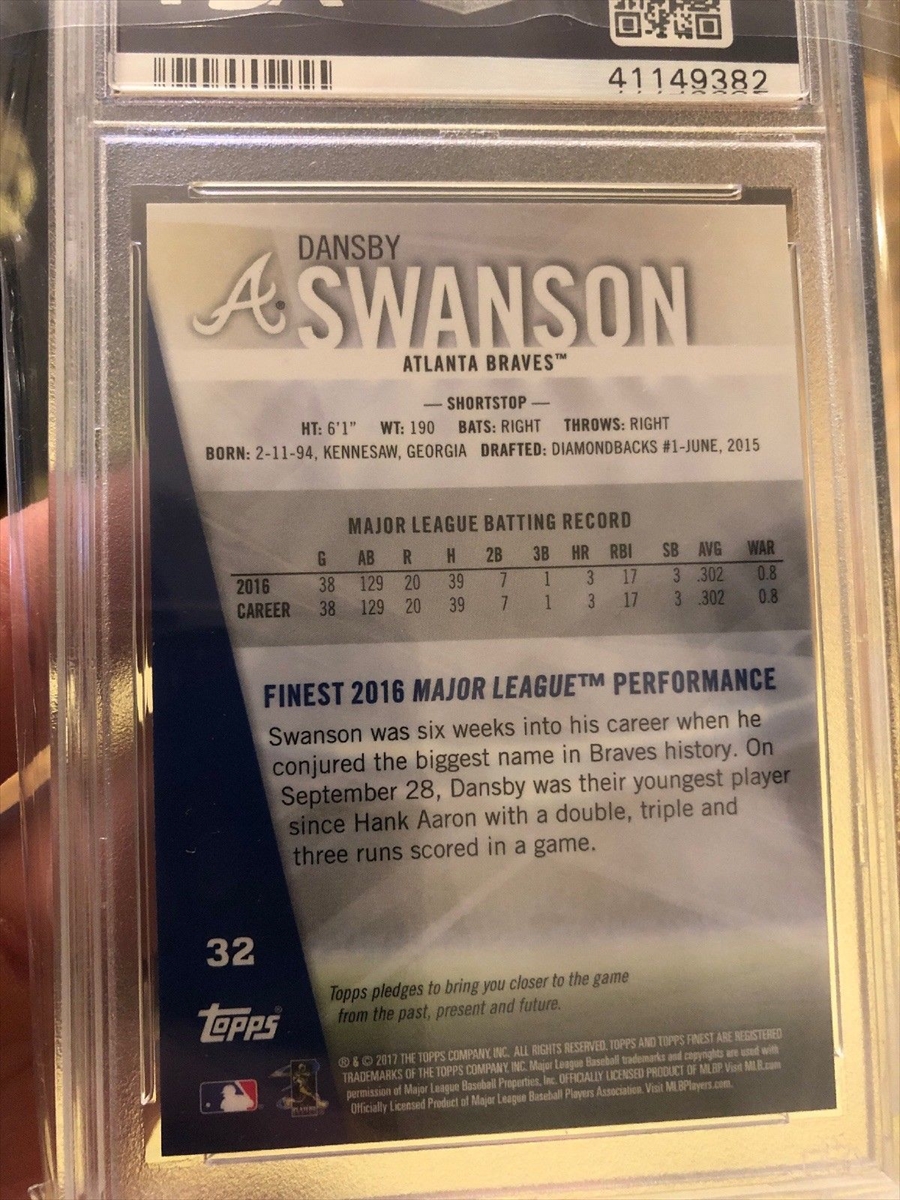 41149382
DANSBY
A® SWANSON
ATLANTA BRAVES™
— SHORTSTOP —
HT: 6'1" WT: 190 BATS: RIGHT THROWS: RIGHT
BORN: 2-11-94, KENNESAW, GEORGIA DRAFTED: DIAMONDBACKS #1-JUNE, 2015
MAJOR LEAGUE BATTING RECORD
G AB R H 2B 3B HR RBI SB AVG WAR
2016 38 129 20 39 7 1 3 17 3 .302 0.8
CAREER 38 129 20 39 7 1 3 17 3 .302 0.8
FINEST 2016 MAJOR LEAGUE™ PERFORMANCE
Swanson was six weeks into his career when he
conjured the biggest name in Braves history. On
September 28, Dansby was their youngest player
since Hank Aaron with a double, triple and
three runs scored in a game.
32
Topps pledges to bring you closer to the game
from the past, present and future.
Topps®
® & © 2017 THE TOPPS COMPANY, INC. ALL RIGHTS RESERVED. TOPPS AND TOPPS FINEST ARE REGISTERED
TRADEMARKS OF THE TOPPS COMPANY, INC. Major League Baseball trademarks and copyrights are used with
permission of Major League Baseball Properties, Inc. OFFICIALLY LICENSED PRODUCT OF MLBP Visit MLB.com
Officially Licensed Product of Major League Baseball Players Association. Visit MLBPlayers.com.